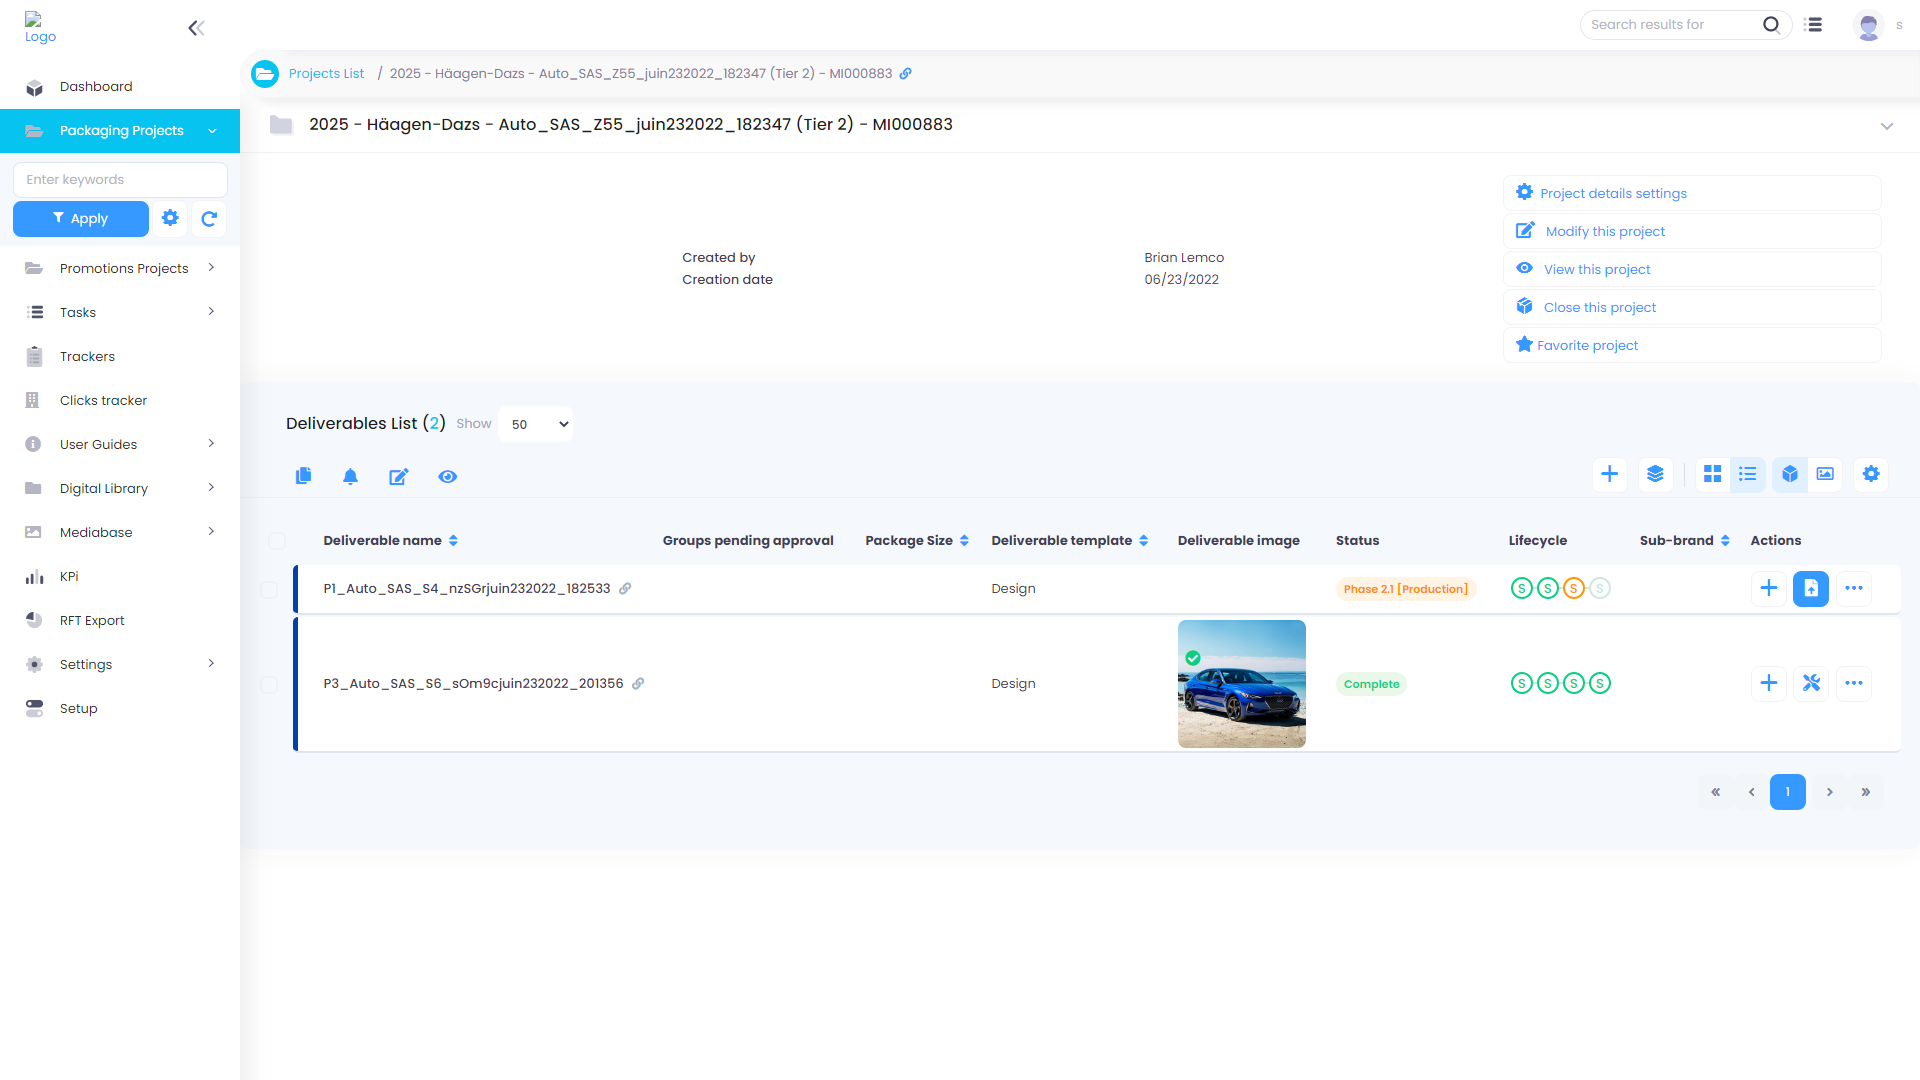 Logo
Search results for
s
Dashboard
Packaging Projects
Enter keywords
Apply
Promotions Projects
Tasks
Trackers
Clicks tracker
User Guides
Digital Library
Mediabase
KPi
RFT Export
Settings
Setup
Projects List / 2025 - Häagen-Dazs - Auto_SAS_Z55_juin232022_182347 (Tier 2) - MI000883
2025 - Häagen-Dazs - Auto_SAS_Z55_juin232022_182347 (Tier 2) - MI000883
Created by Brian Lemco
Creation date 06/23/2022
Project details settings
Modify this project
View this project
Close this project
Favorite project
Deliverables List (2) Show 50
Deliverable name Groups pending approval Package Size Deliverable template Deliverable image Status Lifecycle Sub-brand Actions
P1_Auto_SAS_S4_nzSGrjuin232022_182533 Design Phase 2.1 [Production] S S S S
P3_Auto_SAS_S6_sOm9cjuin232022_201356 Design Complete S S S S
« ‹ 1 › »